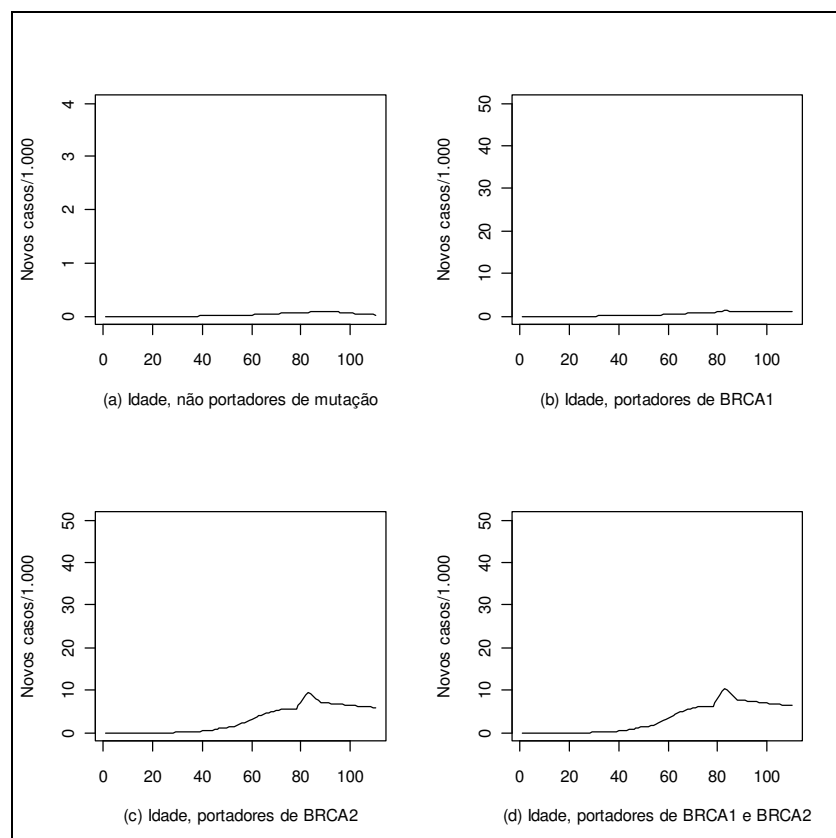 Novos casos/1.000
4
3
2
1
0
0 20 40 60 80 100
(a) Idade, não portadores de mutação
Novos casos/1.000
50
40
30
20
10
0
0 20 40 60 80 100
(b) Idade, portadores de BRCA1
Novos casos/1.000
50
40
30
20
10
0
0 20 40 60 80 100
(c) Idade, portadores de BRCA2
Novos casos/1.000
50
40
30
20
10
0
0 20 40 60 80 100
(d) Idade, portadores de BRCA1 e BRCA2